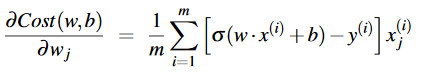 ∂Cost(w,b)/∂w_j = 1/m ∑_{i=1}^{m} [σ(w·x^{(i)} + b) − y^{(i)}] x_j^{(i)}